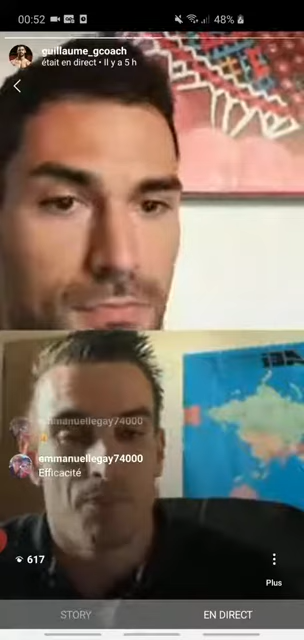 00:52
48%
guillaume_gcoach
était en direct • Il y a 5 h
emmanuellegay74000
emmanuellegay74000
Efficacité
617
Plus
STORY
EN DIRECT